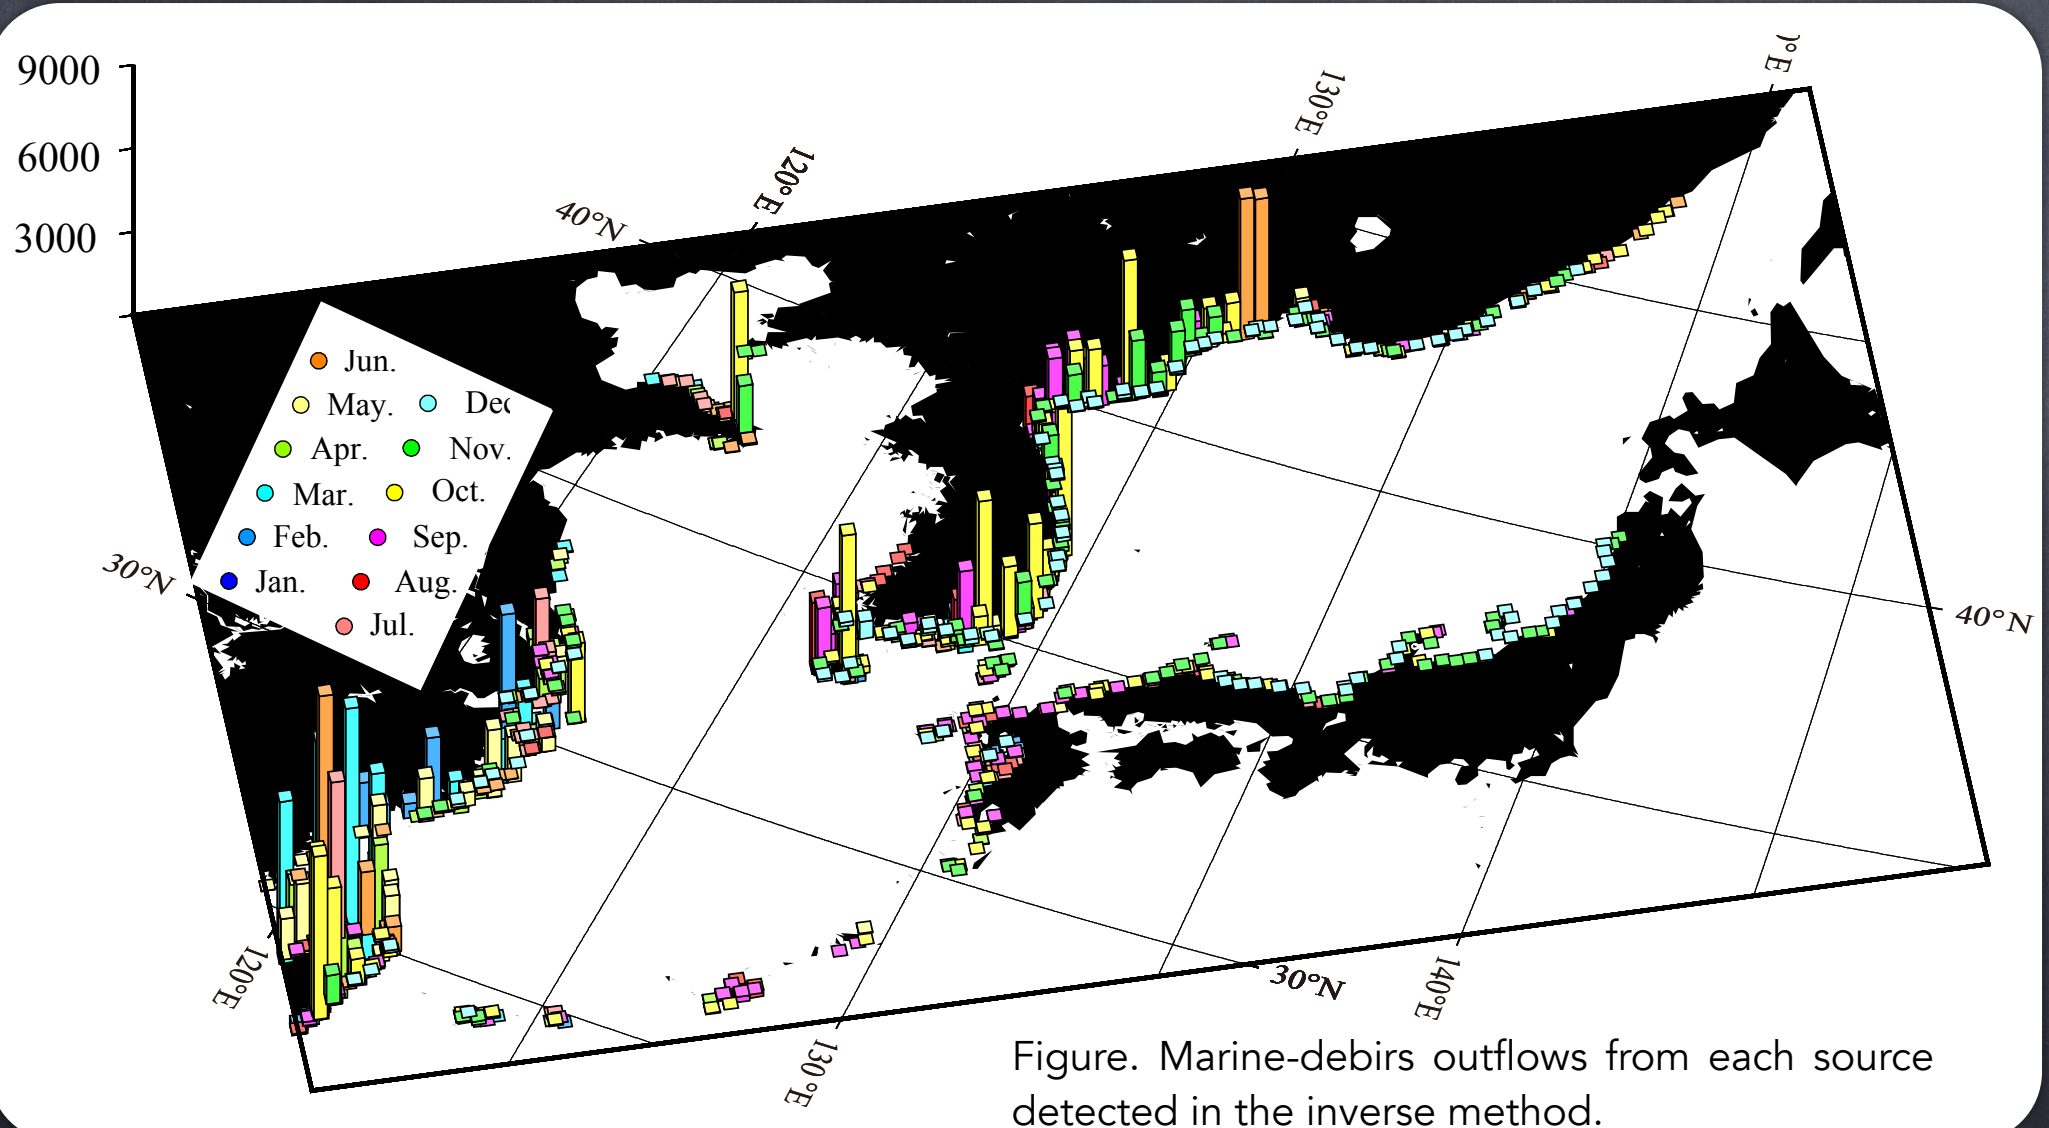 9000
6000
3000
40°N
120°E
130°E
)°E
30°N
Jun.
May.
Dec
Apr.
Nov.
Mar.
Oct.
Feb.
Sep.
Jan.
Aug.
Jul.
120°E
130°E
30°N
140°E
40°N
Figure. Marine-debirs outflows from each source
detected in the inverse method.